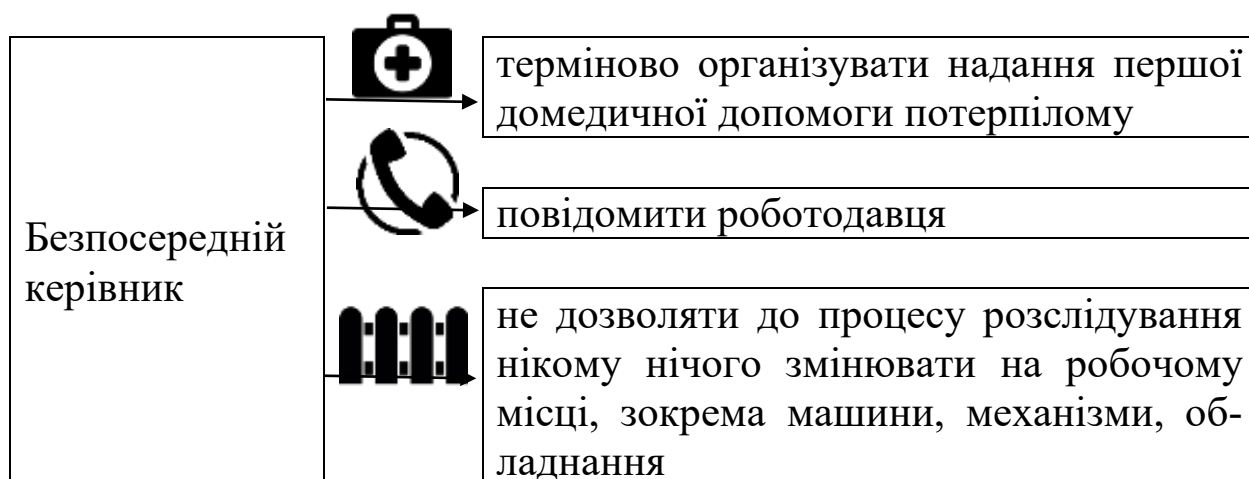 Безпосередній
керівник
терміново організувати надання першої
домедичної допомоги потерпілому
повідомити роботодавця
не дозволяти до процесу розслідування
нікому нічого змінювати на робочому
місці, зокрема машини, механізми, об-
ладнання